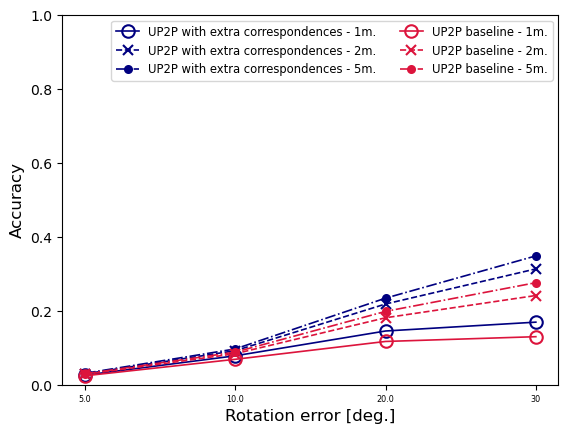 UP2P with extra correspondences - 1m.
UP2P with extra correspondences - 2m.
UP2P with extra correspondences - 5m.
UP2P baseline - 1m.
UP2P baseline - 2m.
UP2P baseline - 5m.
1.0
0.8
0.6
0.4
0.2
0.0
Accuracy
5.0 10.0 20.0 30
Rotation error [deg.]